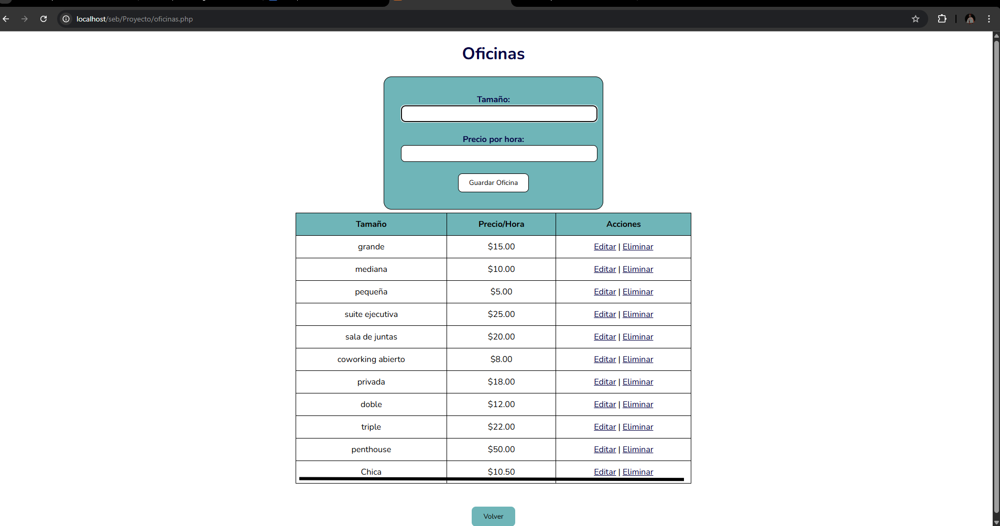 localhost/seb/Proyecto/oficinas.php
Oficinas
Tamaño:
Precio por hora:
Guardar Oficina
Tamaño Precio/Hora Acciones
grande $15.00 Editar | Eliminar
mediana $10.00 Editar | Eliminar
pequeña $5.00 Editar | Eliminar
suite ejecutiva $25.00 Editar | Eliminar
sala de juntas $20.00 Editar | Eliminar
coworking abierto $8.00 Editar | Eliminar
privada $18.00 Editar | Eliminar
doble $12.00 Editar | Eliminar
triple $22.00 Editar | Eliminar
penthouse $50.00 Editar | Eliminar
Chica $10.50 Editar | Eliminar
Volver